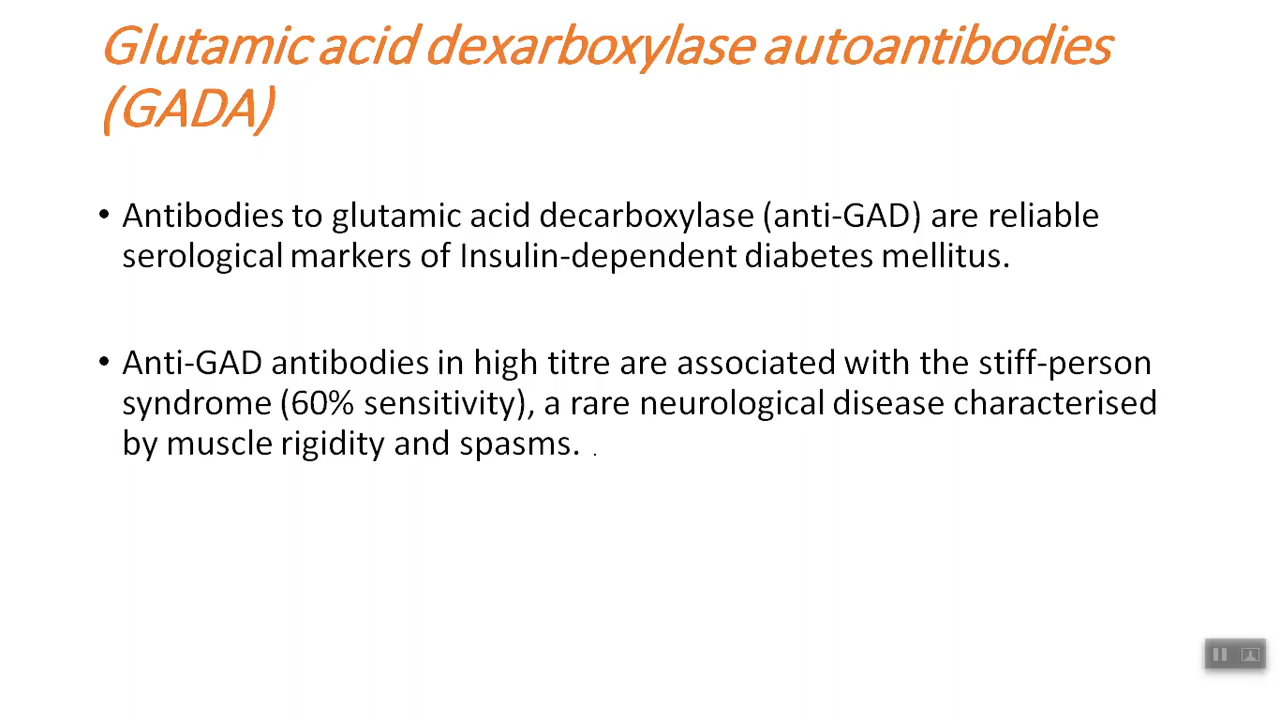 Glutamic acid dexarboxylase autoantibodies
(GADA)
• Antibodies to glutamic acid decarboxylase (anti-GAD) are reliable
serological markers of Insulin-dependent diabetes mellitus.
• Anti-GAD antibodies in high titre are associated with the stiff-person
syndrome (60% sensitivity), a rare neurological disease characterised
by muscle rigidity and spasms. .